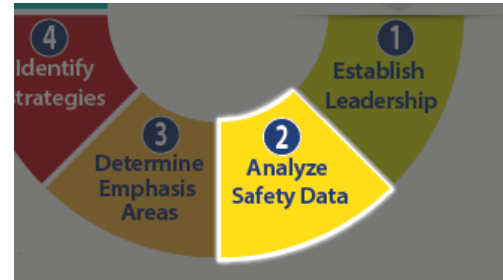 1
Establish
Leadership
2
Analyze
Safety Data
3
Determine
Emphasis
Areas
4
Identify
trategies